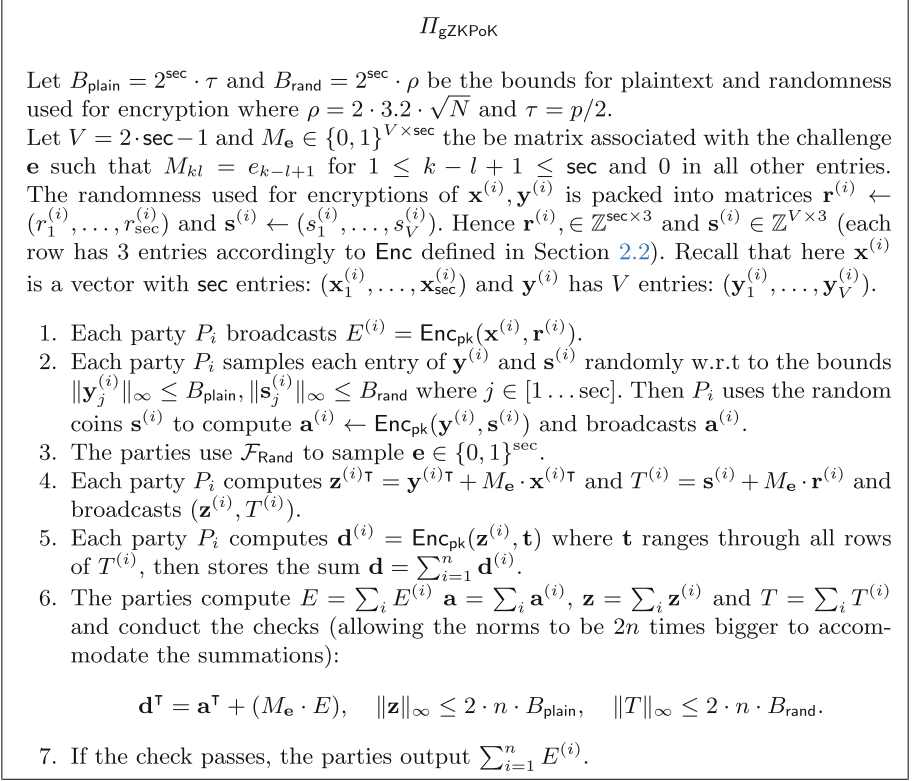 Π_gZKPoK
Let B_plain = 2^sec · τ and B_rand = 2^sec · ρ be the bounds for plaintext and randomness
used for encryption where ρ = 2 · 3.2 · √N and τ = p/2.
Let V = 2·sec−1 and M_e ∈ {0, 1}^{V×sec} the be matrix associated with the challenge
e such that M_{kl} = e_{k−l+1} for 1 ≤ k − l + 1 ≤ sec and 0 in all other entries.
The randomness used for encryptions of x^{(i)}, y^{(i)} is packed into matrices r^{(i)} ←
(r_1^{(i)}, . . . , r_sec^{(i)}) and s^{(i)} ← (s_1^{(i)}, . . . , s_V^{(i)}). Hence r^{(i)}, ∈ ℤ^{sec×3} and s^{(i)} ∈ ℤ^{V×3} (each
row has 3 entries accordingly to Enc defined in Section 2.2). Recall that here x^{(i)}
is a vector with sec entries: (x_1^{(i)}, . . . , x_sec^{(i)}) and y^{(i)} has V entries: (y_1^{(i)}, . . . , y_V^{(i)}).
1. Each party P_i broadcasts E^{(i)} = Enc_pk(x^{(i)}, r^{(i)}).
2. Each party P_i samples each entry of y^{(i)} and s^{(i)} randomly w.r.t to the bounds
‖y_j^{(i)}‖_∞ ≤ B_plain, ‖s_j^{(i)}‖_∞ ≤ B_Rand where j ∈ [1 . . . sec]. Then P_i uses the random
coins s^{(i)} to compute a^{(i)} ← Enc_pk(y^{(i)}, s^{(i)}) and broadcasts a^{(i)}.
3. The parties use F_Rand to sample e ∈ {0, 1}^sec.
4. Each party P_i computes z^{(i)⊤} = y^{(i)⊤} + M_e · x^{(i)⊤} and T^{(i)} = s^{(i)} + M_e · r^{(i)} and
broadcasts (z^{(i)}, T^{(i)}).
5. Each party P_i computes d^{(i)} = Enc_pk(z^{(i)}, t) where t ranges through all rows
of T^{(i)}, then stores the sum d = ∑_{i=1}^n d^{(i)}.
6. The parties compute E = ∑_i E^{(i)} a = ∑_i a^{(i)}, z = ∑_i z^{(i)} and T = ∑_i T^{(i)}
and conduct the checks (allowing the norms to be 2n times bigger to accom-
modate the summations):
d^⊤ = a^⊤ + (M_e · E), ‖z‖_∞ ≤ 2 · n · B_plain, ‖T‖_∞ ≤ 2 · n · B_rand.
7. If the check passes, the parties output ∑_{i=1}^n E^{(i)}.